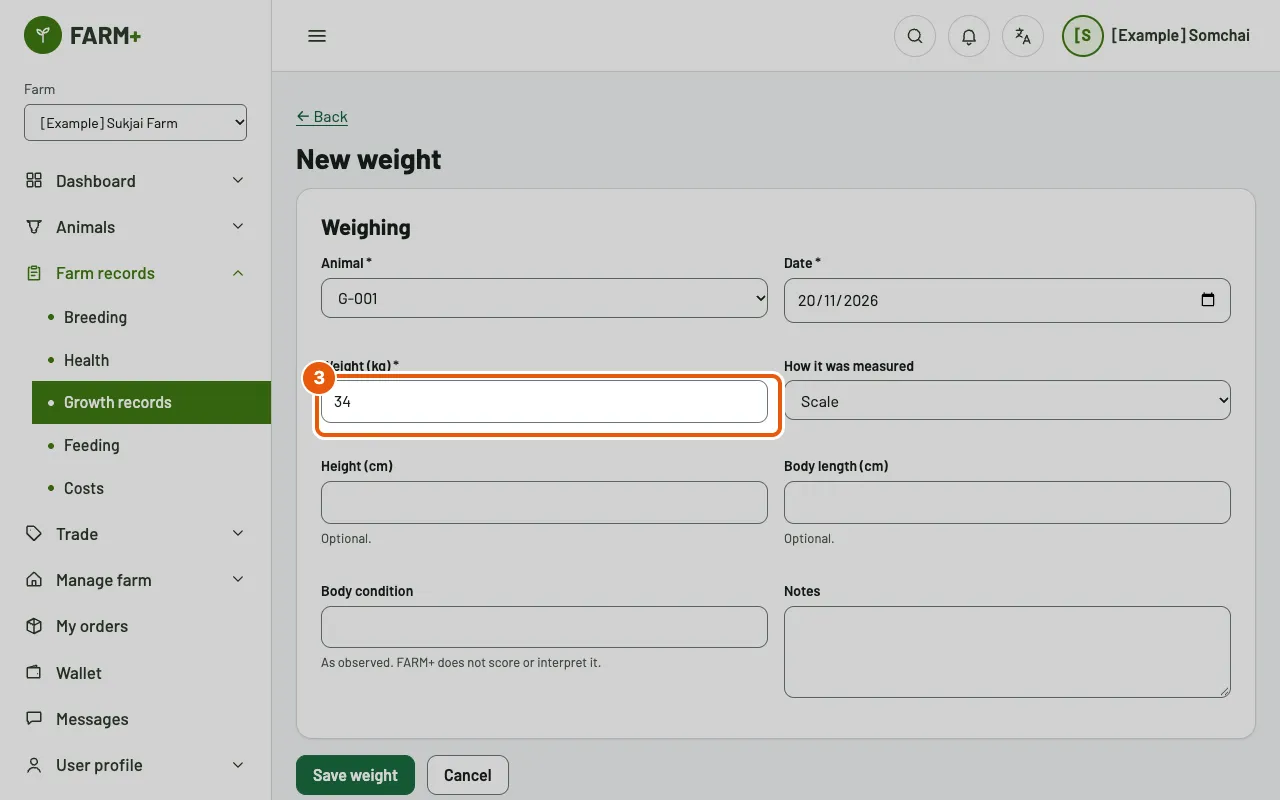 FARM+
[Example] Somchai
[S
Farm
[Example] Sukjai Farm
Dashboard
Animals
Farm records
Breeding
Health
Growth records
Feeding
Costs
Trade
Manage farm
My orders
Wallet
Messages
User profile
← Back
New weight
Weighing
Animal *
G-001
Date *
20/11/2026
Weight (kg) *
3
34
How it was measured
Scale
Height (cm)
Optional.
Body length (cm)
Optional.
Body condition
As observed. FARM+ does not score or interpret it.
Notes
Save weight
Cancel